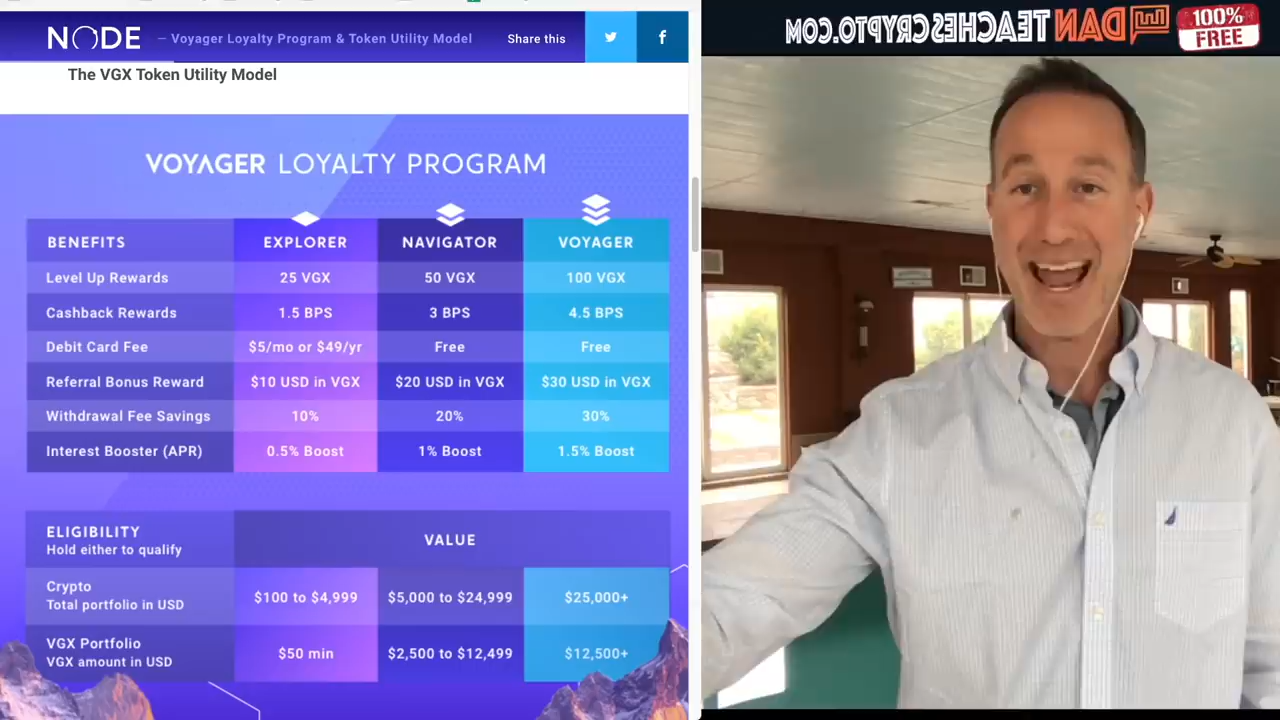 NODE
— Voyager Loyalty Program & Token Utility Model
Share this
The VGX Token Utility Model
VOYAGER LOYALTY PROGRAM
BENEFITS EXPLORER NAVIGATOR VOYAGER
Level Up Rewards 25 VGX 50 VGX 100 VGX
Cashback Rewards 1.5 BPS 3 BPS 4.5 BPS
Debit Card Fee $5/mo or $49/yr Free Free
Referral Bonus Reward $10 USD in VGX $20 USD in VGX $30 USD in VGX
Withdrawal Fee Savings 10% 20% 30%
Interest Booster (APR) 0.5% Boost 1% Boost 1.5% Boost
ELIGIBILITY
Hold either to qualify
VALUE
Crypto
Total portfolio in USD
$100 to $4,999 $5,000 to $24,999 $25,000+
VGX Portfolio
VGX amount in USD
$50 min $2,500 to $12,499 $12,500+
DAN TEACHES CRYPTO.COM
100%
FREE